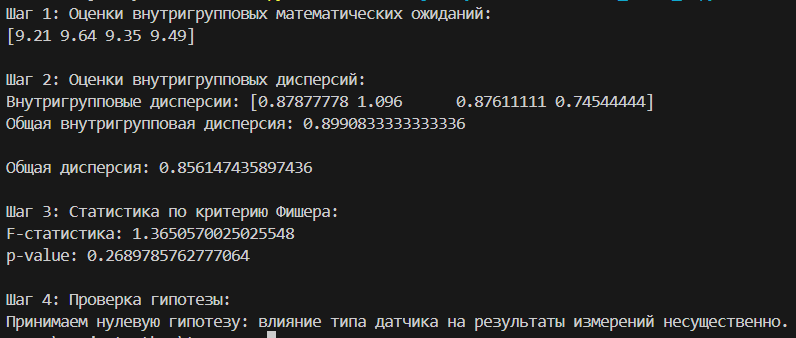 Шаг 1: Оценки внутригрупповых математических ожиданий:
[9.21 9.64 9.35 9.49]
Шаг 2: Оценки внутригрупповых дисперсий:
Внутригрупповые дисперсии: [0.87877778 1.096      0.87611111 0.74544444]
Общая внутригрупповая дисперсия: 0.8990833333333336
Общая дисперсия: 0.856147435897436
Шаг 3: Статистика по критерию Фишера:
F-статистика: 1.3650570025025548
p-value: 0.2689785762777064
Шаг 4: Проверка гипотезы:
Принимаем нулевую гипотезу: влияние типа датчика на результаты измерений несущественно.